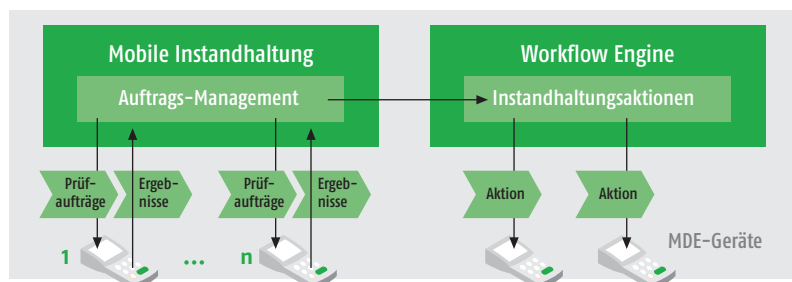 Mobile Instandhaltung
Workflow Engine
Auftrags-Management
Instandhaltungsaktionen
Prüf-
aufträge
Ergeb-
nisse
Prüf-
aufträge
Ergeb-
nisse
Aktion
Aktion
MDE-Geräte
1
...
n